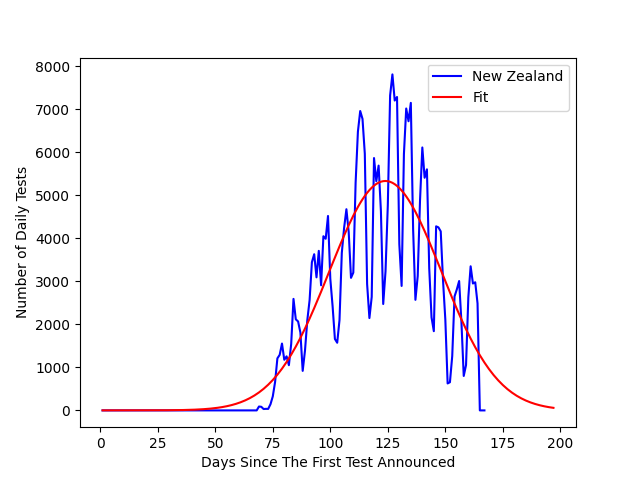 New Zealand
Fit
Number of Daily Tests
8000
7000
6000
5000
4000
3000
2000
1000
0
0 25 50 75 100 125 150 175 200
Days Since The First Test Announced